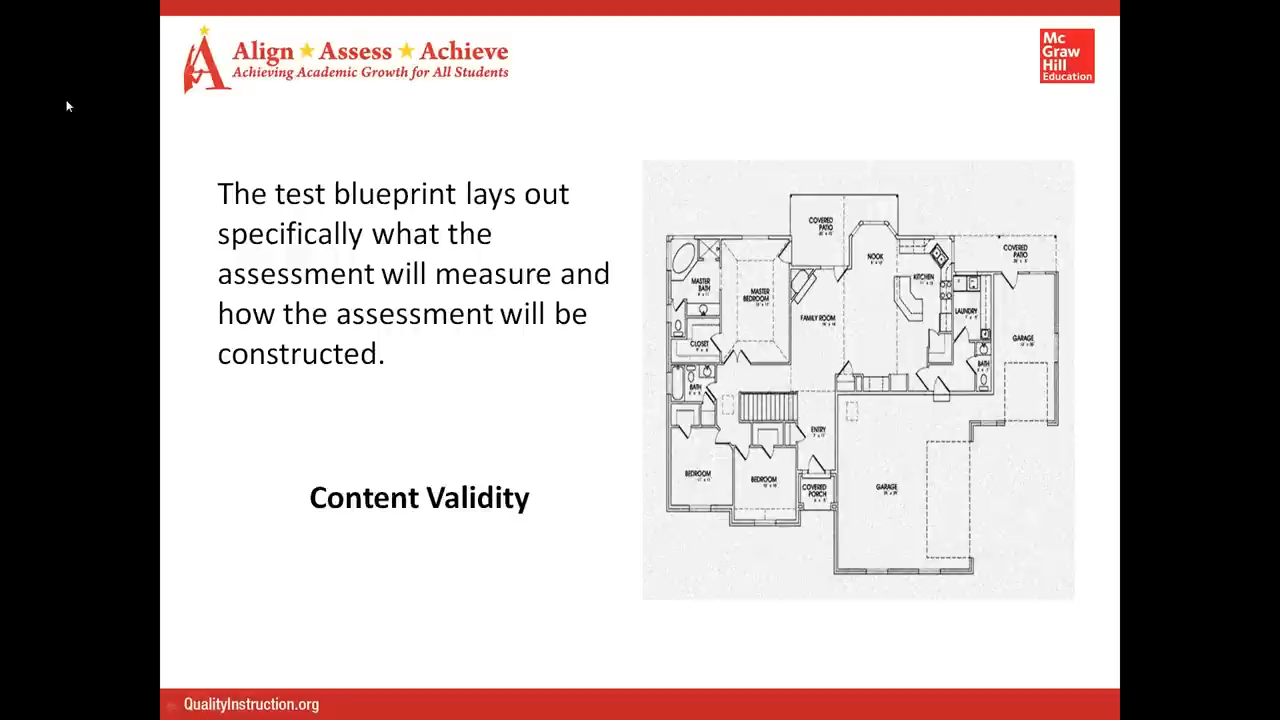 Align ★ Assess ★ Achieve
Achieving Academic Growth for All Students
Mc
Graw
Hill
Education
The test blueprint lays out
specifically what the
assessment will measure and
how the assessment will be
constructed.
Content Validity
COVERED
PATIO
NOOK
COVERED
PATIO
MASTER
BATH
MASTER
BEDROOM
KITCHEN
FAMILY ROOM
LAUNDRY
CLOSET
GARAGE
BATH
BATH
ENTRY
BEDROOM
BEDROOM
COVERED
PORCH
GARAGE
QualityInstruction.org